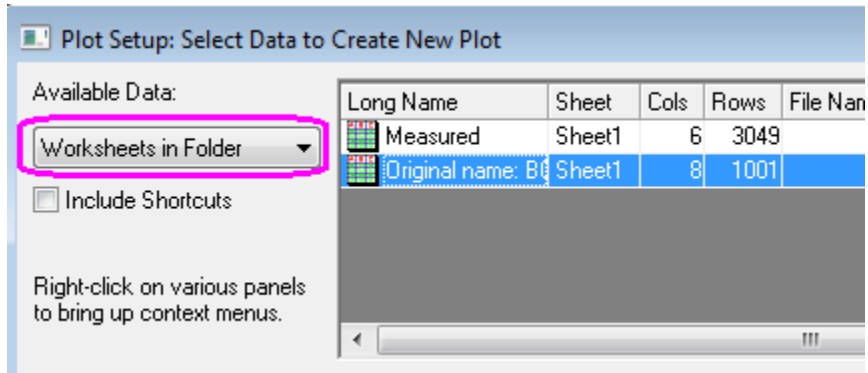 Plot Setup: Select Data to Create New Plot
Available Data:
Worksheets in Folder
Include Shortcuts
Right-click on various panels
to bring up context menus.
Long Name Sheet Cols Rows File Nam
Measured Sheet1 6 3049
Original name: Sheet1 8 1001